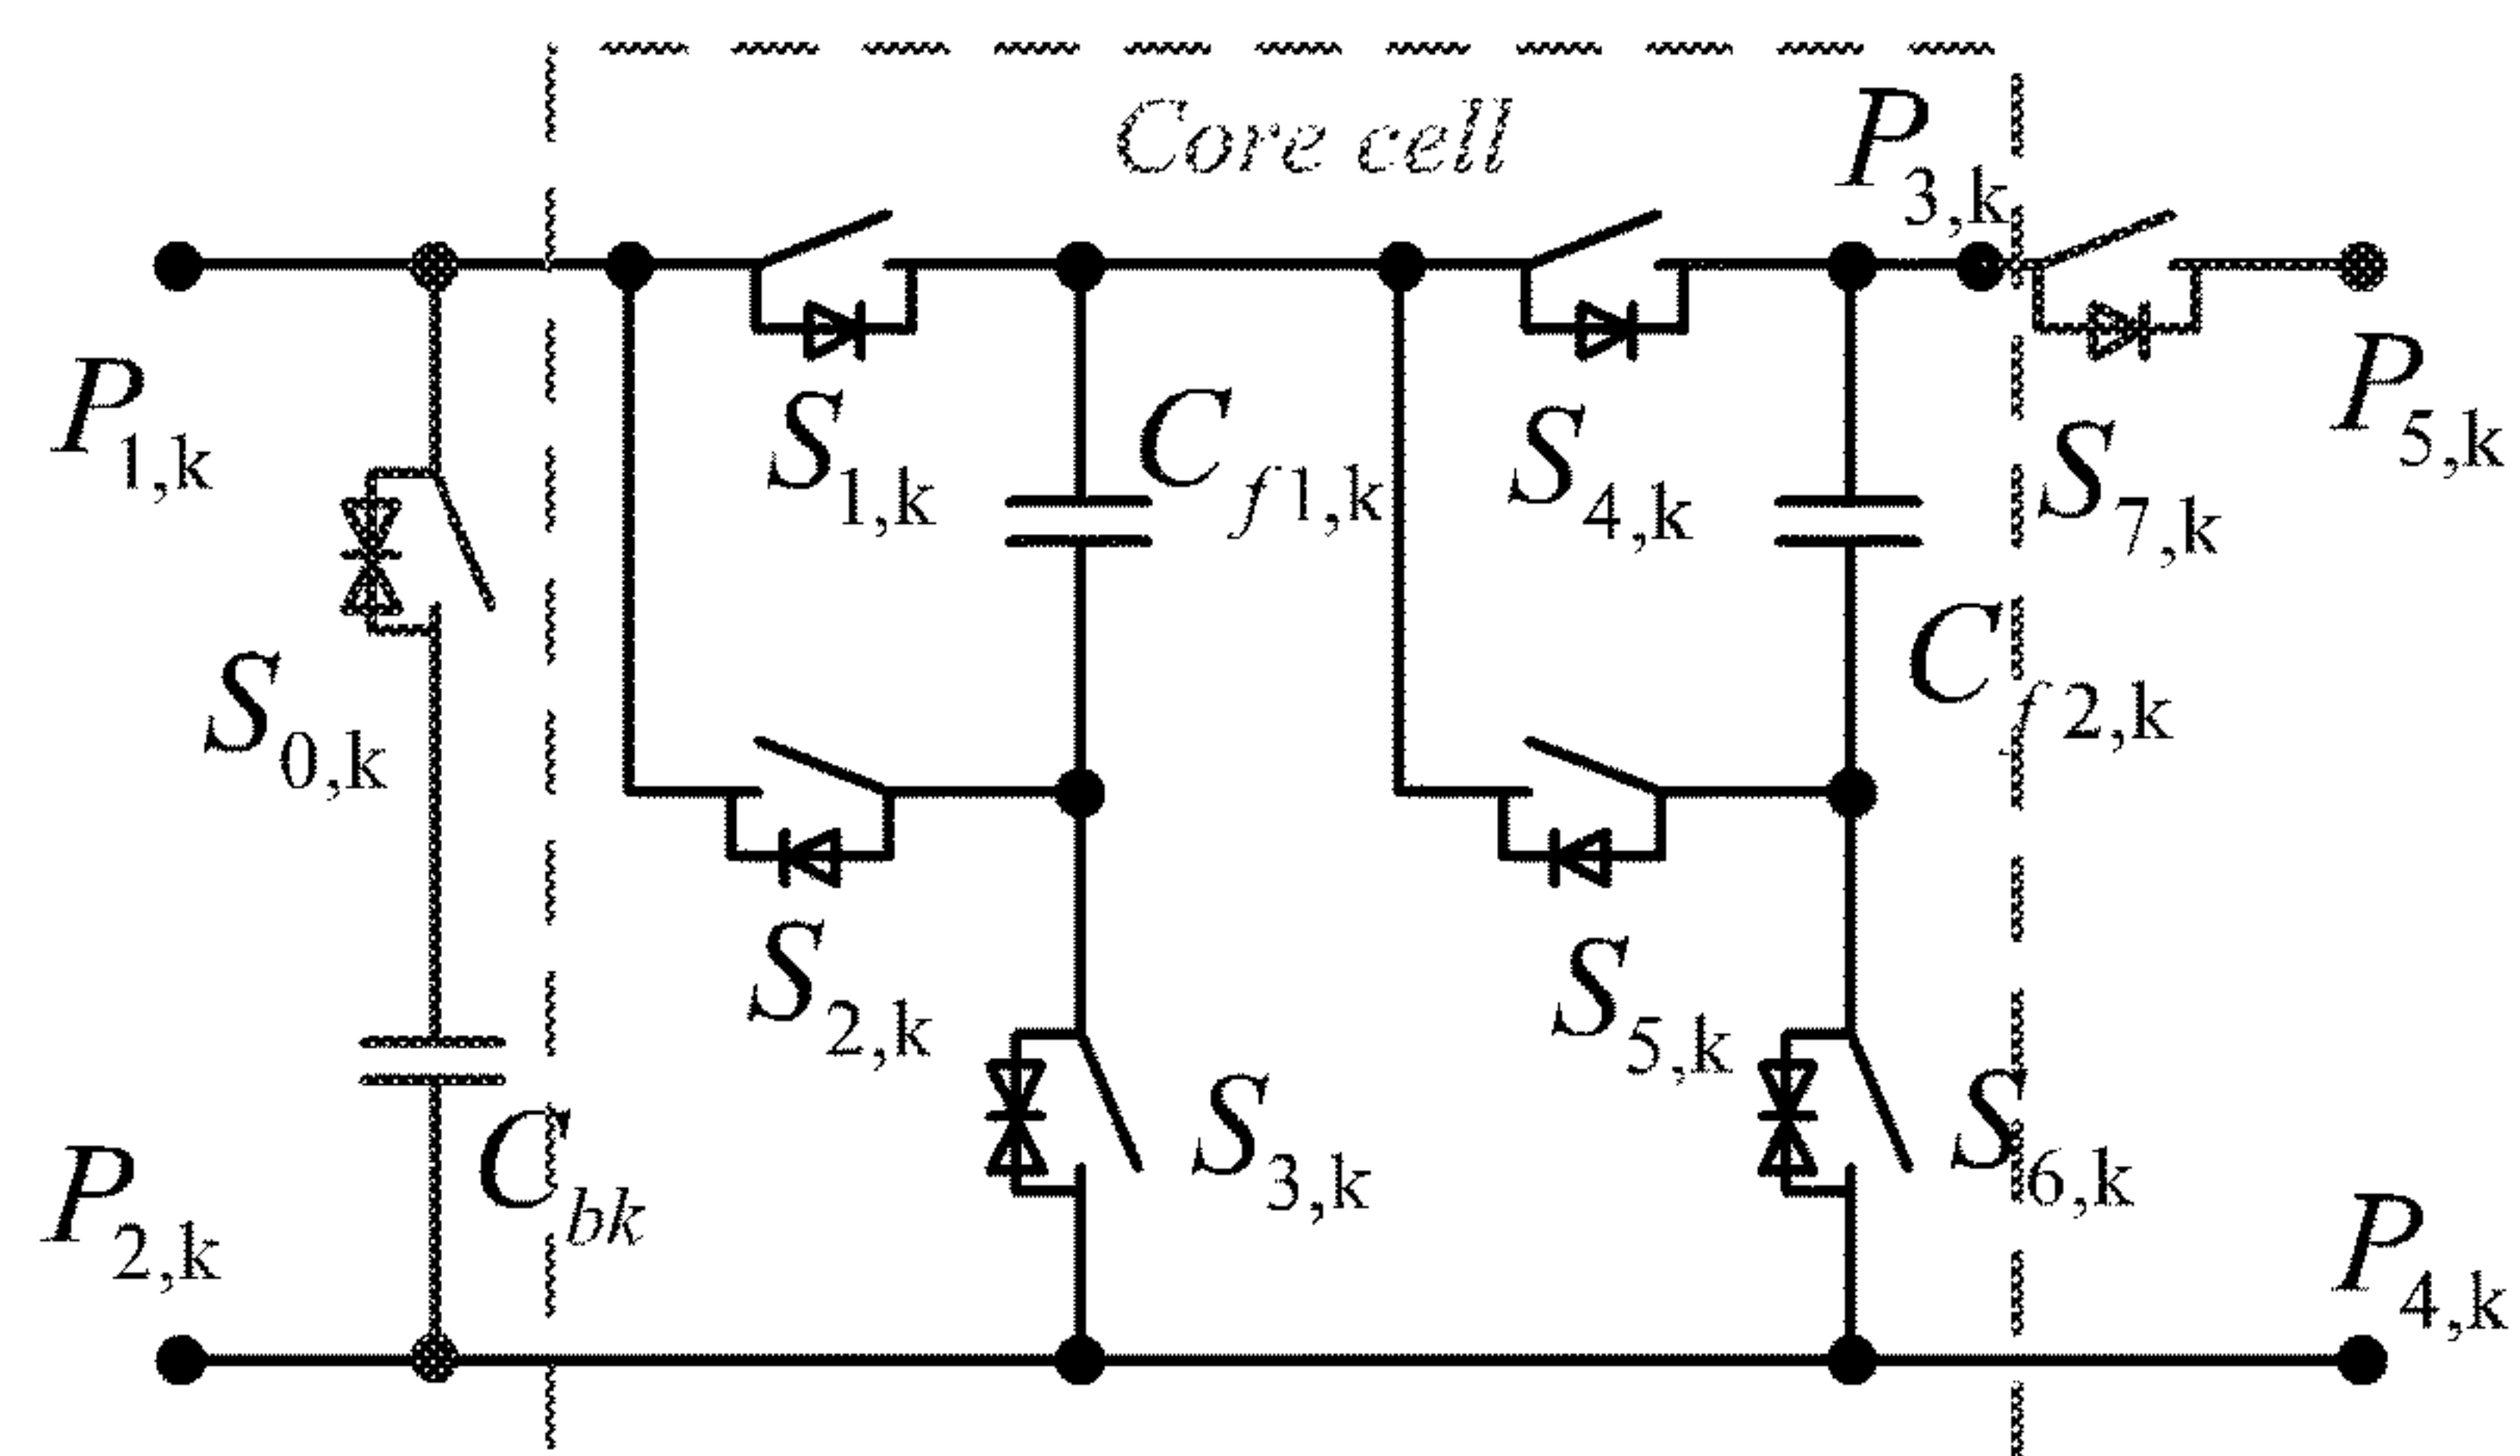 Core cell
P3,k
P1,k
S1,k
Cf1,k
S4,k
S7,k
P5,k
S0,k
Cf2,k
S2,k
S5,k
Cbk
S3,k
S6,k
P2,k
P4,k